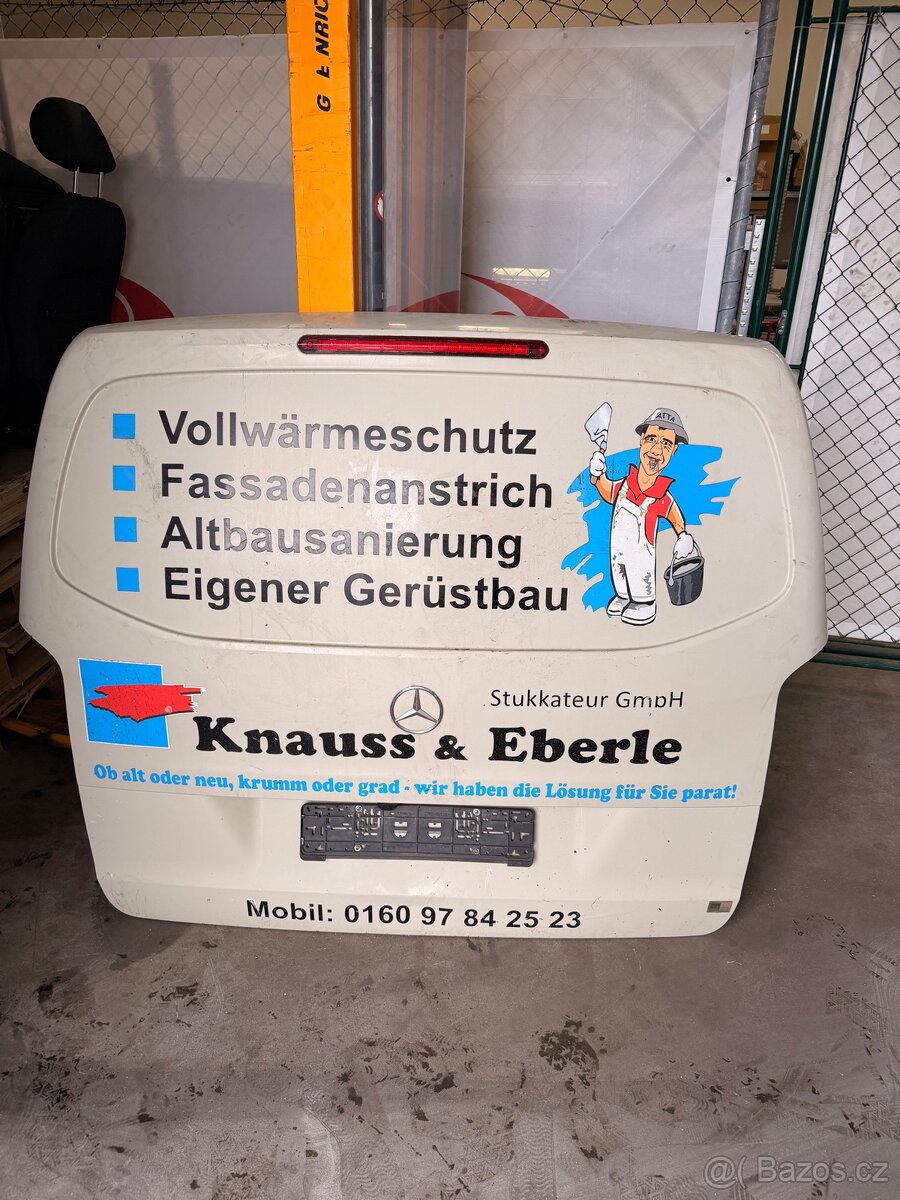 Vollwärmeschutz
Fassadenanstrich
Altbausanierung
Eigener Gerüstbau
Stukkateur GmbH
Knauss & Eberle
Ob alt oder neu, krumm oder grad - wir haben die Lösung für Sie parat!
Mobil: 0160 97 84 25 23
@( Bazos.cz